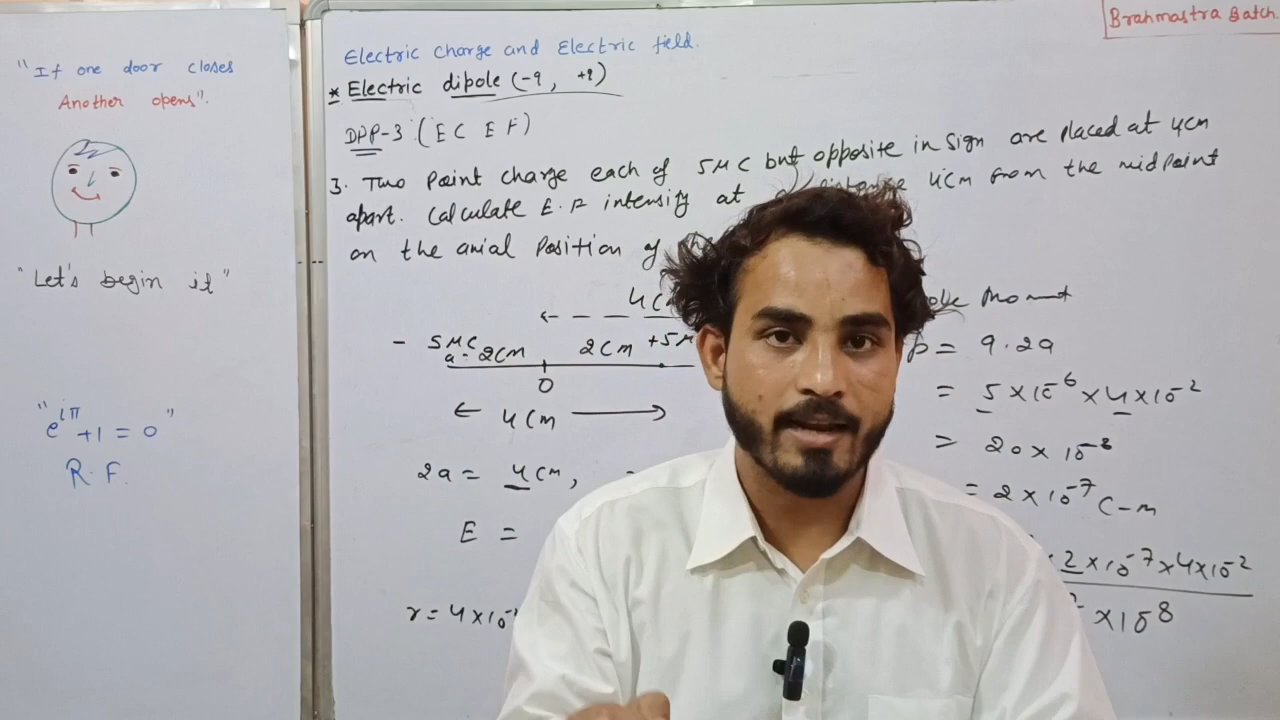 "If one door closes
Another opens".
"Let's begin it"
"e^iπ +1 = 0"
R. F.
Brahmastra Batch
Electric charge and Electric field.
* Electric dipole (-q, +q)
DPP-3 (E C E F)
3. Two point charge each of 5μC but opposite in sign are placed at 4cm
apart. Calculate E.F intensity at distance 4cm from the midpoint
on the axial position of
- 5μC
a = 2cm
2cm +5μ
0
← 4cm →
2a = 4cm,
E =
r = 4×10
Moment
p = q.2a
= 5×10^-6 × 4×10^-2
= 20×10^-8
= 2×10^-7 C-m
2×10^-7 × 4×10^-2
×10^-8